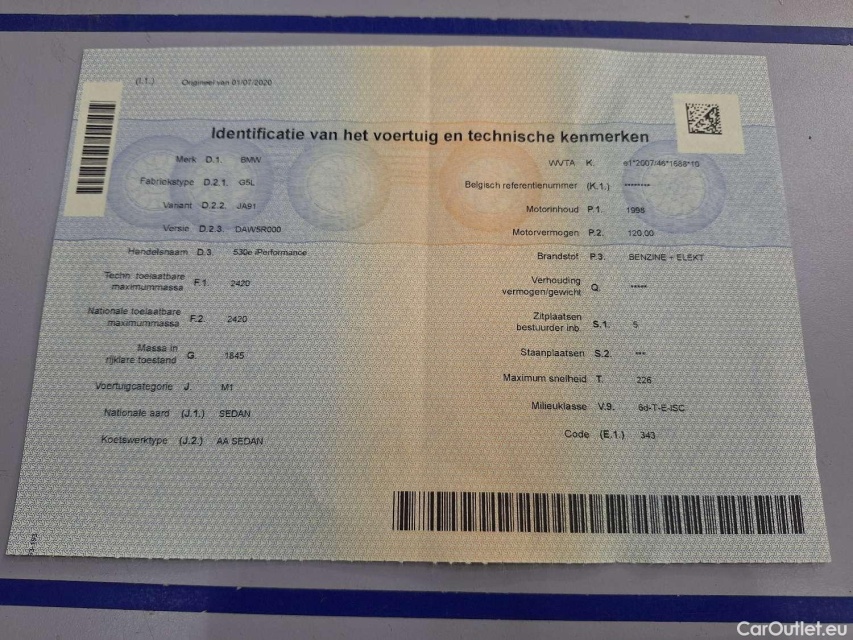 (I.1.) Origineel van 01/07/2020
Identificatie van het voertuig en technische kenmerken
Merk D.1. BMW
Fabriekstype D.2.1. G5L
Variant D.2.2. JA91
Versie D.2.3. DAW5R000
Handelsnaam D.3. 530e iPerformance
Techn. toelaatbare
maximummassa F.1. 2420
Nationale toelaatbare
maximummassa F.2. 2420
Massa in
rijklare toestand G. 1845
Voertuigcategorie J. M1
Nationale aard (J.1.) SEDAN
Koetswerktype (J.2.) AA SEDAN
WVTA K. e1*2007/46*1688*10
Belgisch referentienummer (K.1.) ********
Motorinhoud P.1. 1998
Motorvermogen P.2. 120,00
Brandstof P.3. BENZINE + ELEKT
Verhouding
vermogen/gewicht Q. *****
Zitplaatsen
bestuurder inb. S.1. 5
Staanplaatsen S.2. ***
Maximum snelheid T. 226
Milieuklasse V.9. 6d-T-E-ISC
Code (E.1.) 343
CarOutlet.eu